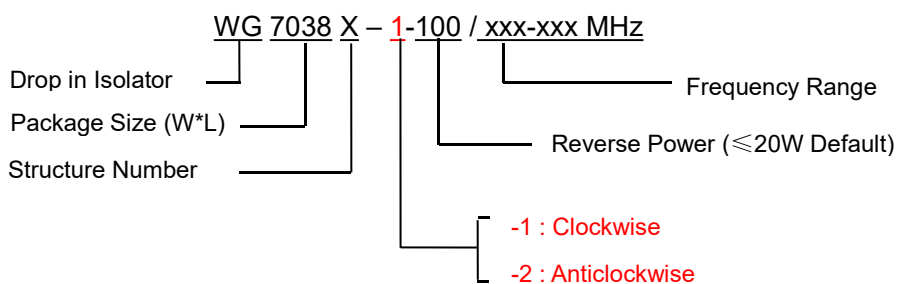 WG 7038 X – 1-100 / xxx-xxx MHz
Drop in Isolator
Frequency Range
Package Size (W*L)
Reverse Power (≤20W Default)
Structure Number
-1 : Clockwise
-2 : Anticlockwise